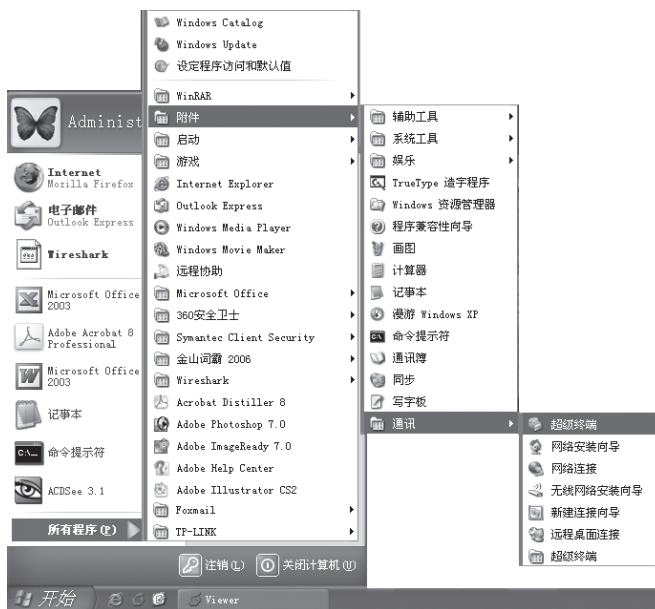 Administ
Internet
Mozilla Firefox
电子邮件
Outlook Express
Wireshark
Microsoft Office
2003
Adobe Acrobat 8
Professional
Microsoft Office
2003
记事本
命令提示符
ACDSee 3.1
所有程序(P)
Windows Catalog
Windows Update
设定程序访问和默认值
WinRAR
附件
启动
游戏
Internet Explorer
Outlook Express
Windows Media Player
Windows Movie Maker
远程协助
Microsoft Office
360安全卫士
Symantec Client Security
金山词霸 2006
Wireshark
Acrobat Distiller 8
Adobe Photoshop 7.0
Adobe ImageReady 7.0
Adobe Help Center
Adobe Illustrator CS2
Foxmail
TP-LINK
辅助工具
系统工具
娱乐
TrueType 造字程序
Windows 资源管理器
程序兼容性向导
画图
计算器
记事本
漫游 Windows XP
命令提示符
通讯簿
同步
写字板
通讯
超级终端
网络安装向导
网络连接
无线网络安装向导
新建连接向导
远程桌面连接
超级终端
注销(L)
关闭计算机(U)
开始
Viewer